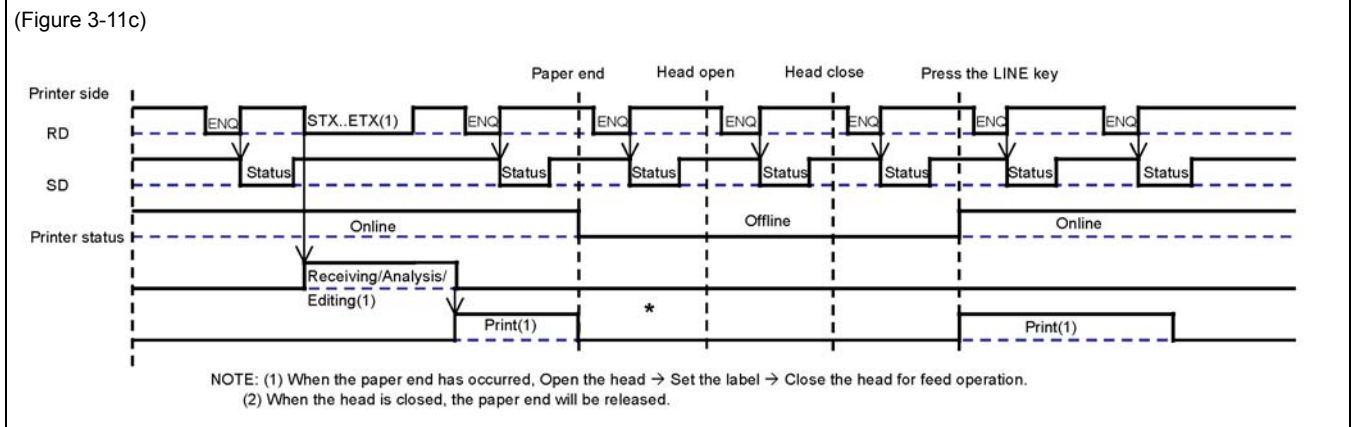 (Figure 3-11c)
Paper end Head open Head close Press the LINE key
Printer side
ENQ STX..ETX(1) ENQ ENQ ENQ ENQ ENQ ENQ
RD
Status Status Status Status Status Status Status
SD
Online Offline Online
Printer status
Receiving/Analysis/
Editing(1)
*
Print(1) Print(1)
NOTE: (1) When the paper end has occurred, Open the head → Set the label → Close the head for feed operation.
(2) When the head is closed, the paper end will be released.